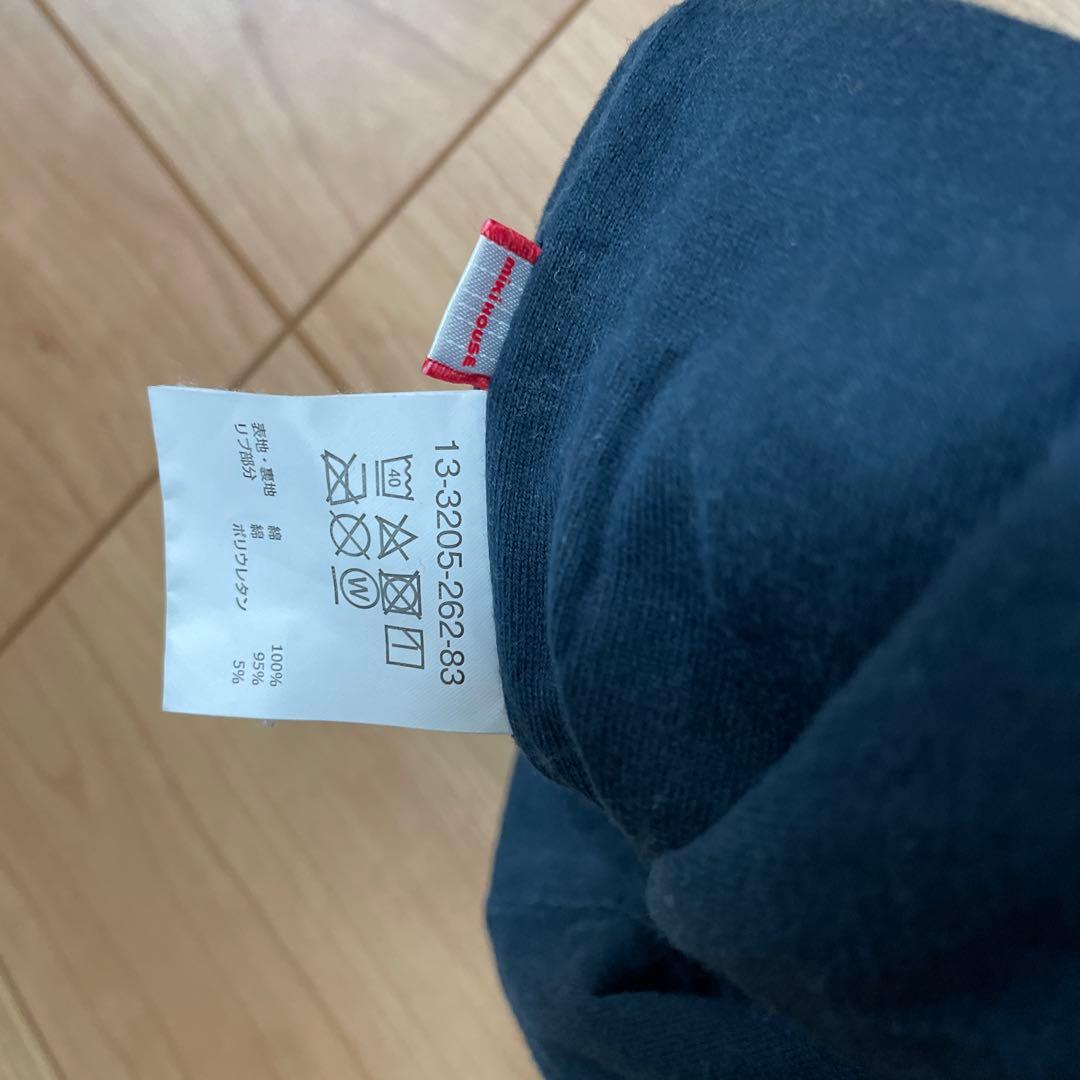 miKiHOUSE
13-3205-262-83
40
W
表地・裏地 綿 100%
リブ部分 綿 95%
ポリウレタン 5%